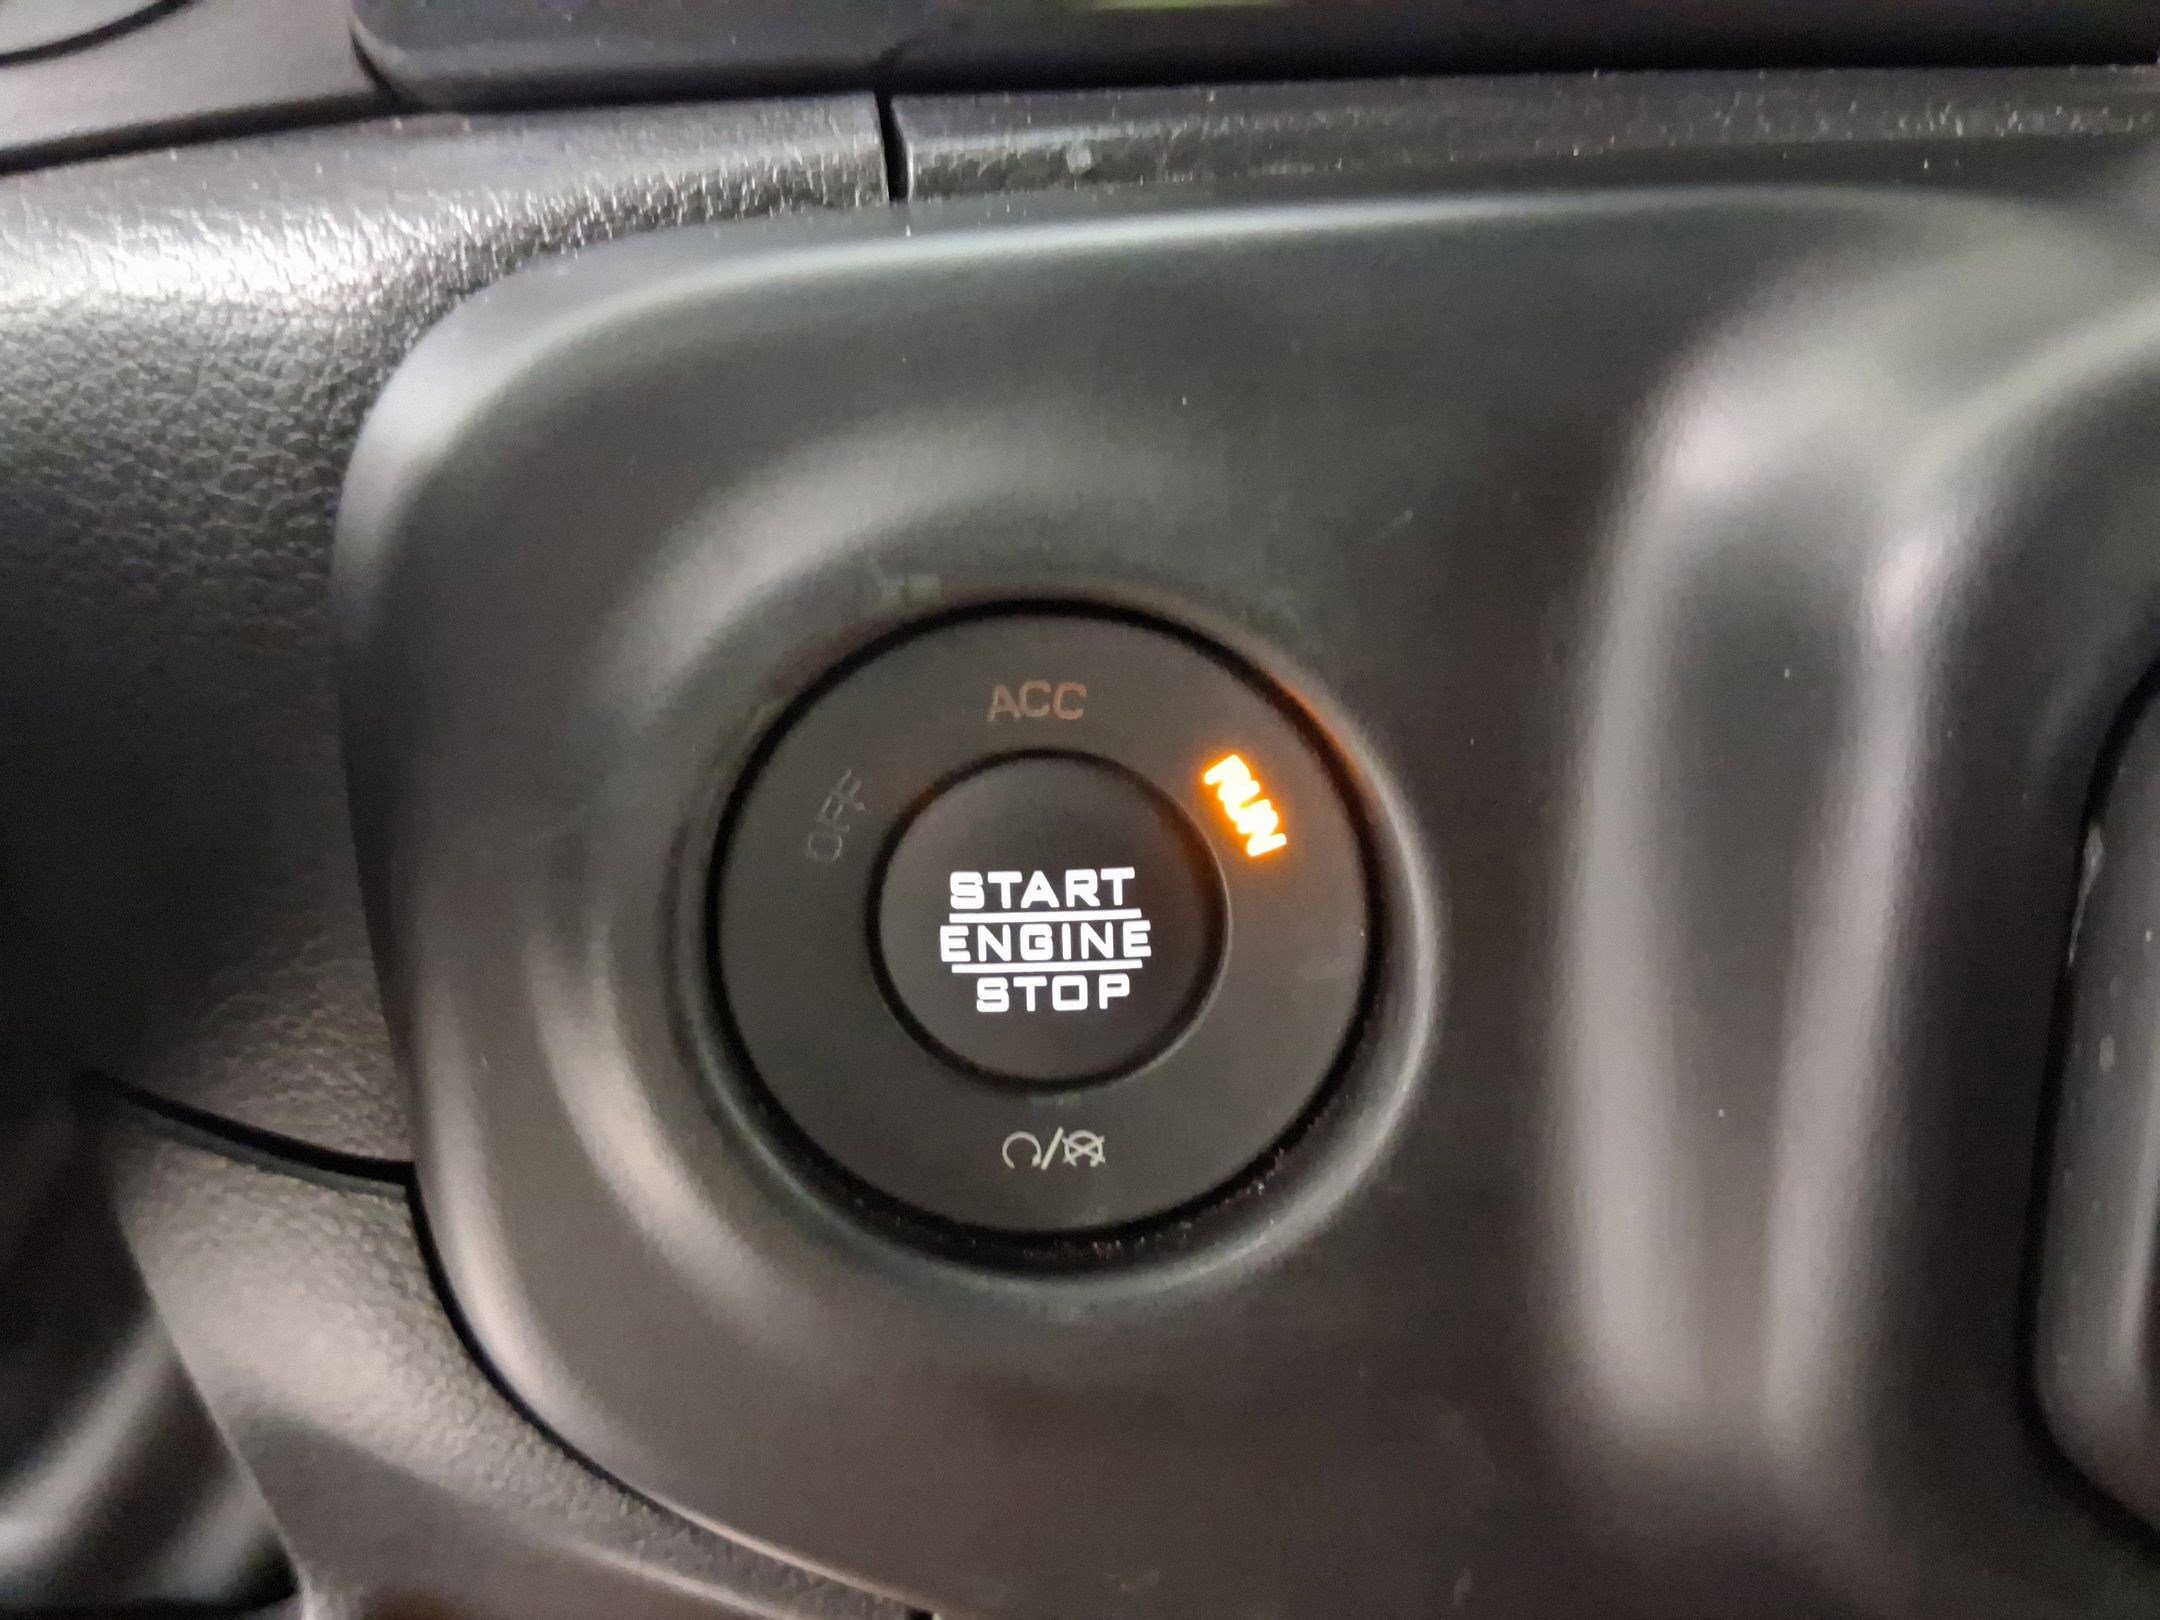 ACC
OFF
RUN
START
ENGINE
STOP